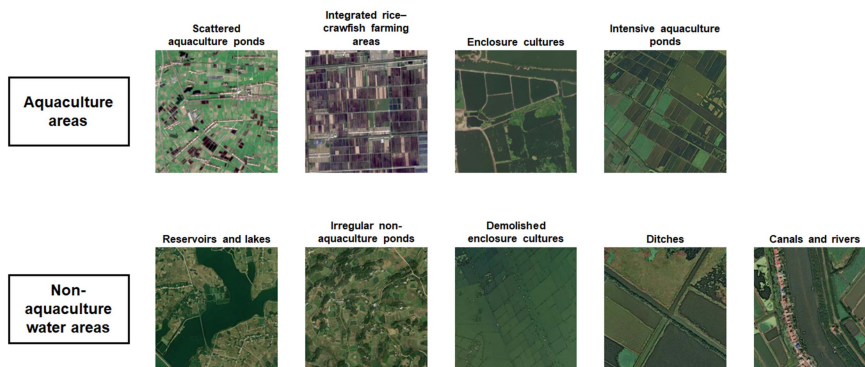 Scattered
aquaculture ponds
Integrated rice–
crawfish farming
areas
Enclosure cultures
Intensive aquaculture
ponds
Aquaculture
areas
Reservoirs and lakes
Irregular non-
aquaculture ponds
Demolished
enclosure cultures
Ditches
Canals and rivers
Non-
aquaculture
water areas